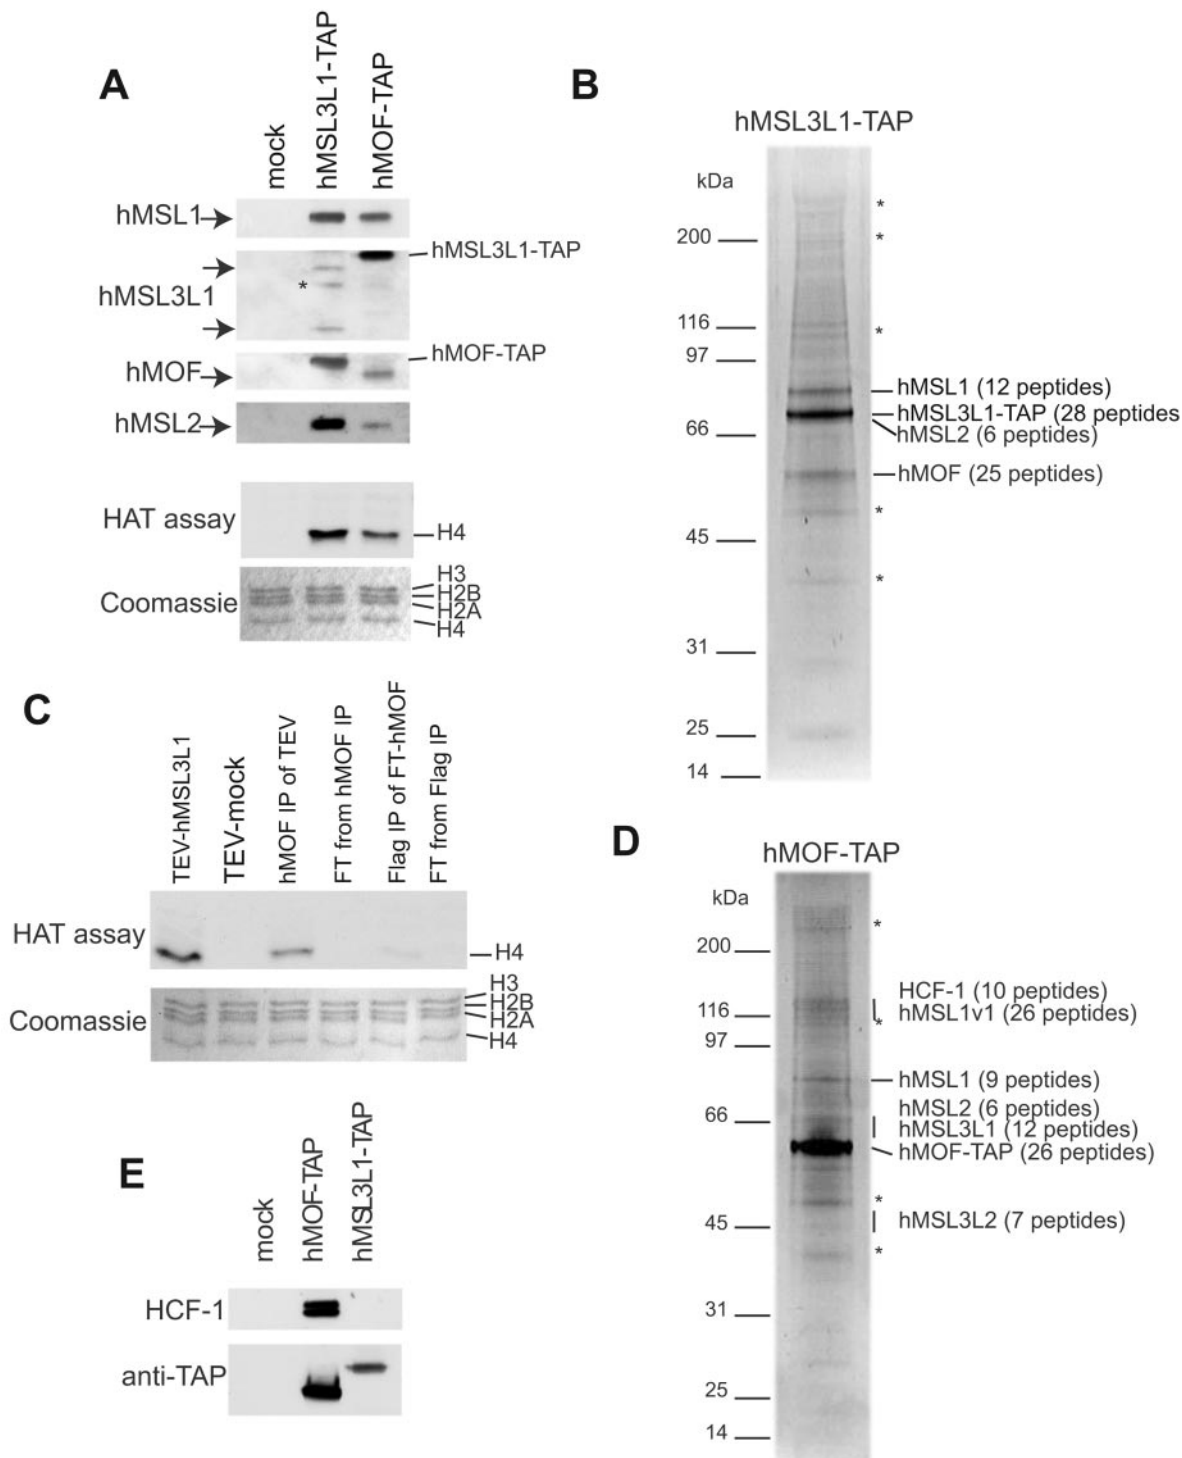 A
mock
hMSL3L1-TAP
hMOF-TAP
hMSL1
hMSL3L1-TAP
hMSL3L1
*
hMOF-TAP
hMOF
hMSL2
HAT assay
H4
Coomassie
H3
H2B
H2A
H4
B
hMSL3L1-TAP
kDa
200
116
97
66
45
31
25
14
*
*
*
hMSL1 (12 peptides)
hMSL3L1-TAP (28 peptides
hMSL2 (6 peptides)
hMOF (25 peptides)
*
*
C
TEV-hMSL3L1
TEV-mock
hMOF IP of TEV
FT from hMOF IP
Flag IP of FT-hMOF
FT from Flag IP
HAT assay
H4
Coomassie
H3
H2B
H2A
H4
D
hMOF-TAP
kDa
200
116
97
66
45
31
25
14
*
HCF-1 (10 peptides)
hMSL1v1 (26 peptides)
*
hMSL1 (9 peptides)
hMSL2 (6 peptides)
hMSL3L1 (12 peptides)
hMOF-TAP (26 peptides)
*
hMSL3L2 (7 peptides)
*
E
mock
hMOF-TAP
hMSL3L1-TAP
HCF-1
anti-TAP